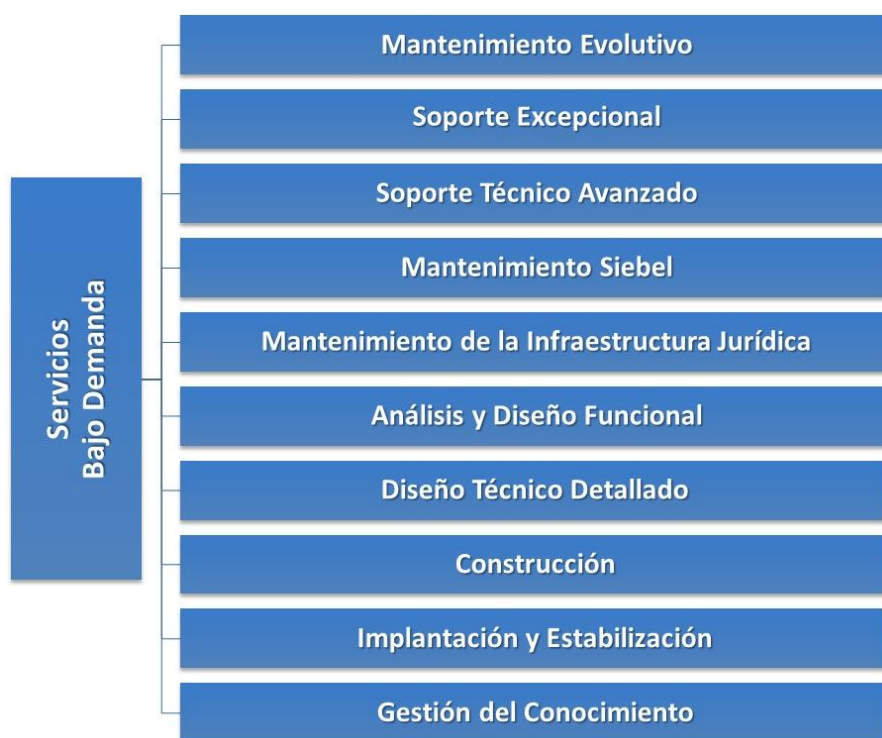 Servicios
Bajo Demanda
Mantenimiento Evolutivo
Soporte Excepcional
Soporte Técnico Avanzado
Mantenimiento Siebel
Mantenimiento de la Infraestructura Jurídica
Análisis y Diseño Funcional
Diseño Técnico Detallado
Construcción
Implantación y Estabilización
Gestión del Conocimiento